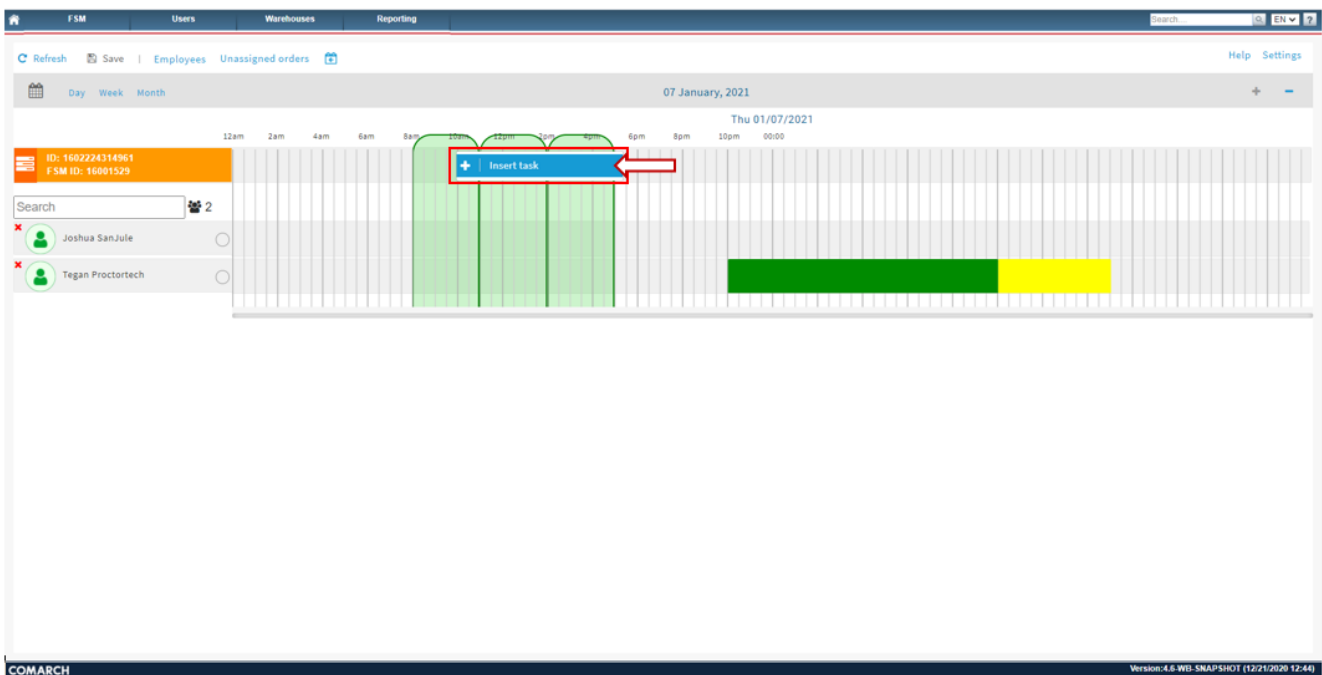 FSM Users Warehouses Reporting Search... EN ?
Refresh Save | Employees Unassigned orders Help Settings
Day Week Month 07 January, 2021
Thu 01/07/2021
12am 2am 4am 6am 8am 10am 12pm 2pm 4pm 6pm 8pm 10pm 00:00
ID: 1602224314961
FSM ID: 16001529
Insert task
Search 2
Joshua SanJule
Tegan Proctortech
COMARCH Version:4.6-WB-SNAPSHOT (12/21/2020 12:44)